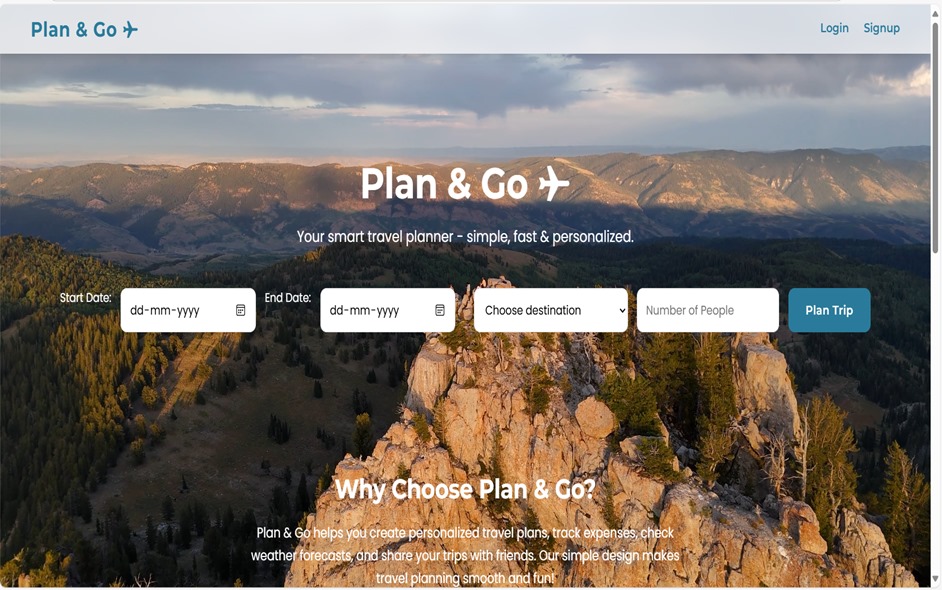 Plan & Go ✈
Login Signup
Plan & Go ✈
Your smart travel planner - simple, fast & personalized.
Start Date: dd-mm-yyyy End Date: dd-mm-yyyy Choose destination Number of People Plan Trip
Why Choose Plan & Go?
Plan & Go helps you create personalized travel plans, track expenses, check
weather forecasts, and share your trips with friends. Our simple design makes
travel planning smooth and fun!